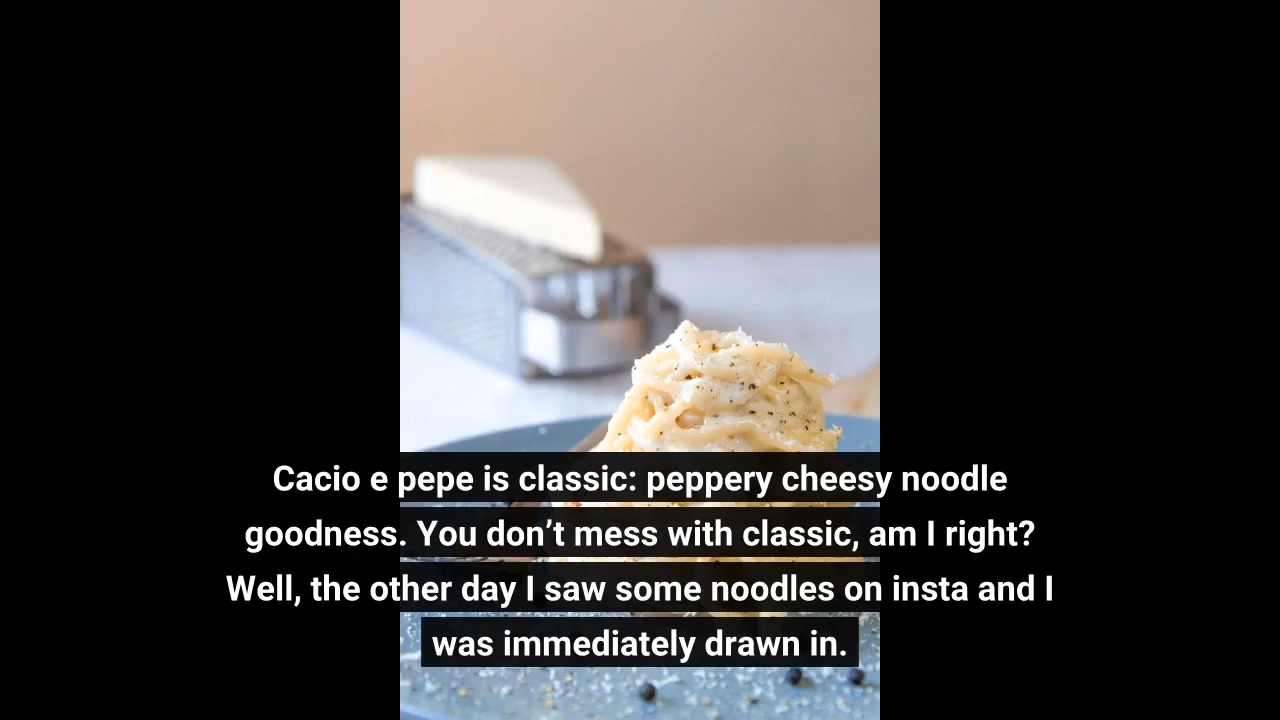 Cacio e pepe is classic: peppery cheesy noodle
goodness. You don’t mess with classic, am I right?
Well, the other day I saw some noodles on insta and I
was immediately drawn in.